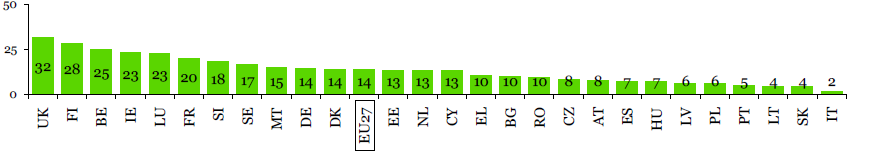 50
25
0
32 28 25 23 23 20 18 17 15 14 14 14 13 13 13 10 10 10 8 8 7 7 6 6 5 4 4 2
UK FI BE IE LU FR SI SE MT DE DK EU27 EE NL CY EL BG RO CZ AT ES HU LV PL PT LT SK IT